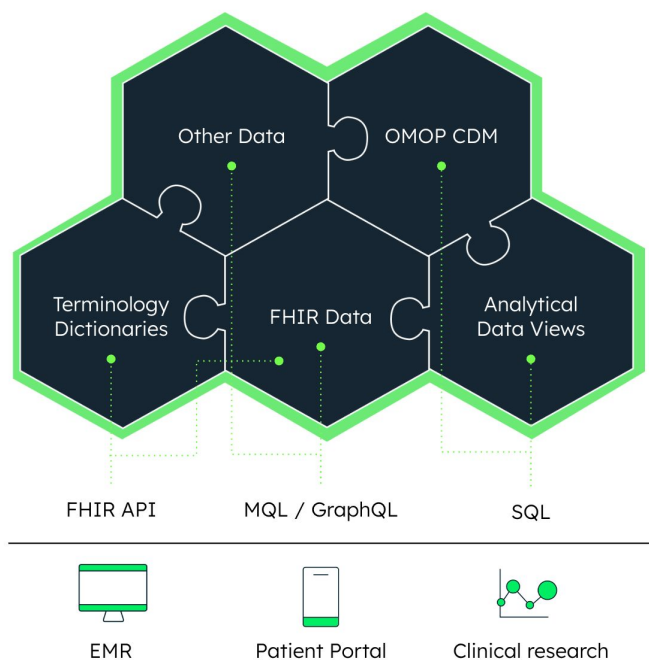 Other Data
OMOP CDM
Terminology
Dictionaries
FHIR Data
Analytical
Data Views
FHIR API
MQL / GraphQL
SQL
EMR
Patient Portal
Clinical research